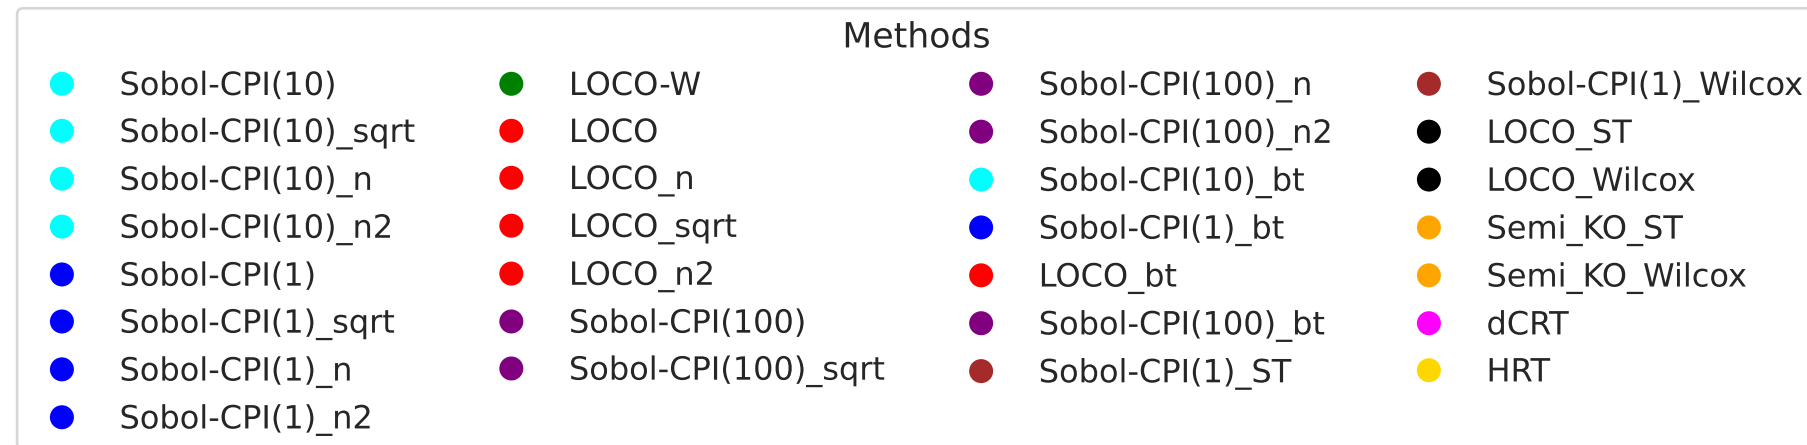 Methods
Sobol-CPI(10)
Sobol-CPI(10)_sqrt
Sobol-CPI(10)_n
Sobol-CPI(10)_n2
Sobol-CPI(1)
Sobol-CPI(1)_sqrt
Sobol-CPI(1)_n
Sobol-CPI(1)_n2
LOCO-W
LOCO
LOCO_n
LOCO_sqrt
LOCO_n2
Sobol-CPI(100)
Sobol-CPI(100)_sqrt
Sobol-CPI(100)_n
Sobol-CPI(100)_n2
Sobol-CPI(10)_bt
Sobol-CPI(1)_bt
LOCO_bt
Sobol-CPI(100)_bt
Sobol-CPI(1)_ST
Sobol-CPI(1)_Wilcox
LOCO_ST
LOCO_Wilcox
Semi_KO_ST
Semi_KO_Wilcox
dCRT
HRT